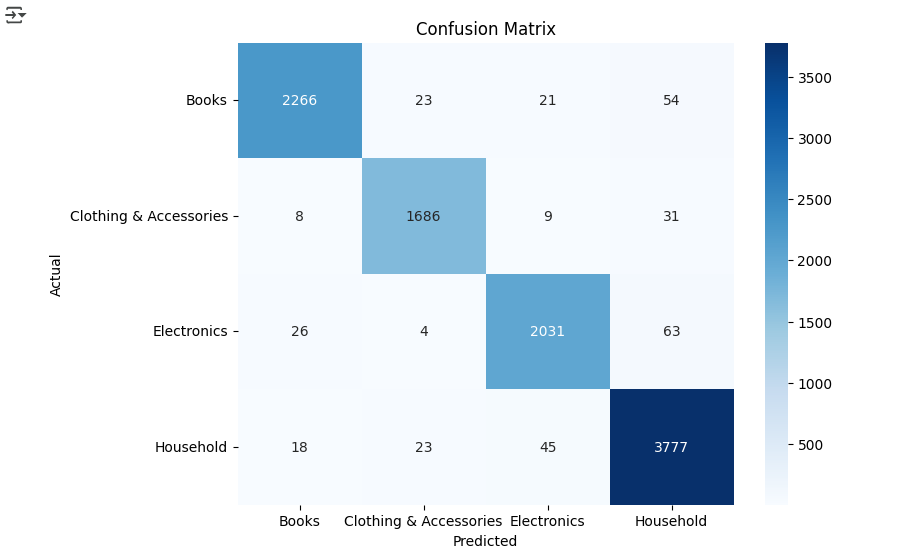 Confusion Matrix
Books
2266 23 21 54
3500
3000
Clothing & Accessories
8 1686 9 31
2500
2000
Actual
Electronics
26 4 2031 63
1500
1000
Household
18 23 45 3777
500
Books Clothing & Accessories Electronics Household
Predicted